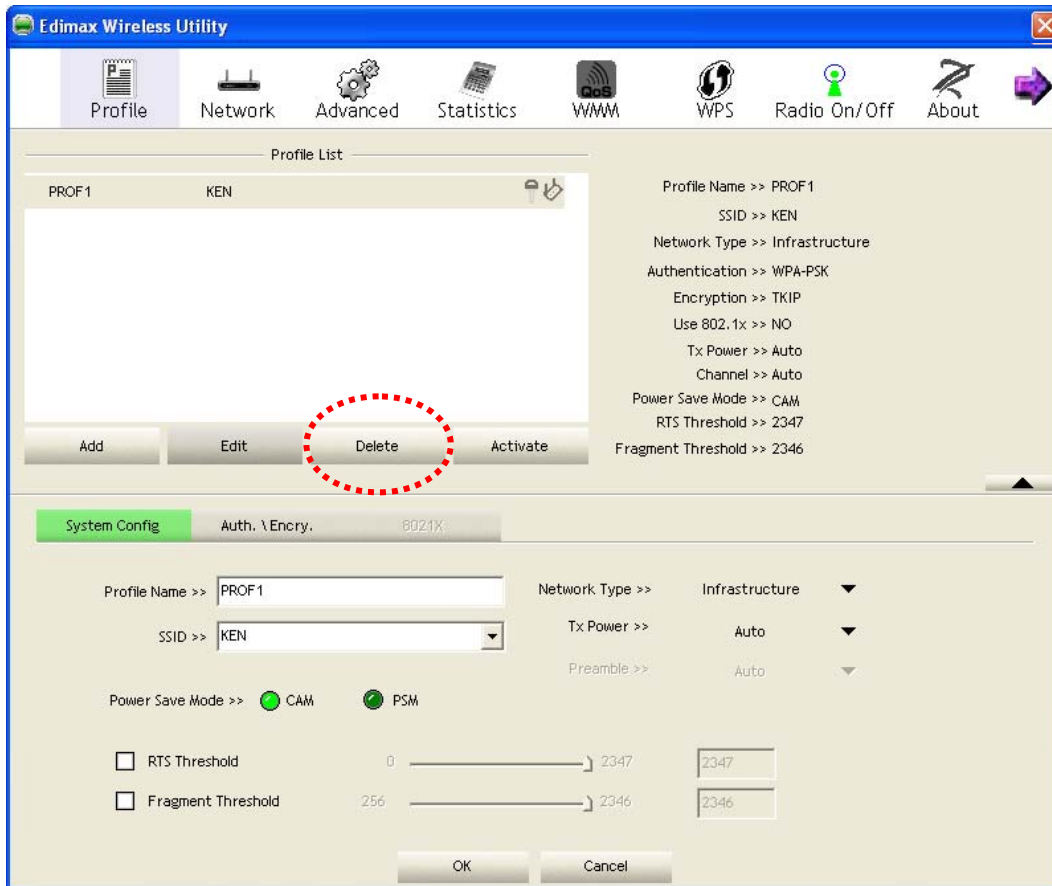 Edimax Wireless Utility
Profile Network Advanced Statistics QoS WMM WPS Radio On/Off About
Profile List
PROF1 KEN
Add Edit Delete Activate
Profile Name >> PROF1
SSID >> KEN
Network Type >> Infrastructure
Authentication >> WPA-PSK
Encryption >> TKIP
Use 802.1x >> NO
Tx Power >> Auto
Channel >> Auto
Power Save Mode >> CAM
RTS Threshold >> 2347
Fragment Threshold >> 2346
System Config Auth. \ Encry. 8021X
Profile Name >> PROF1
SSID >> KEN
Network Type >> Infrastructure
Tx Power >> Auto
Preamble >> Auto
Power Save Mode >> CAM PSM
RTS Threshold 0 2347 2347
Fragment Threshold 256 2346 2346
OK Cancel